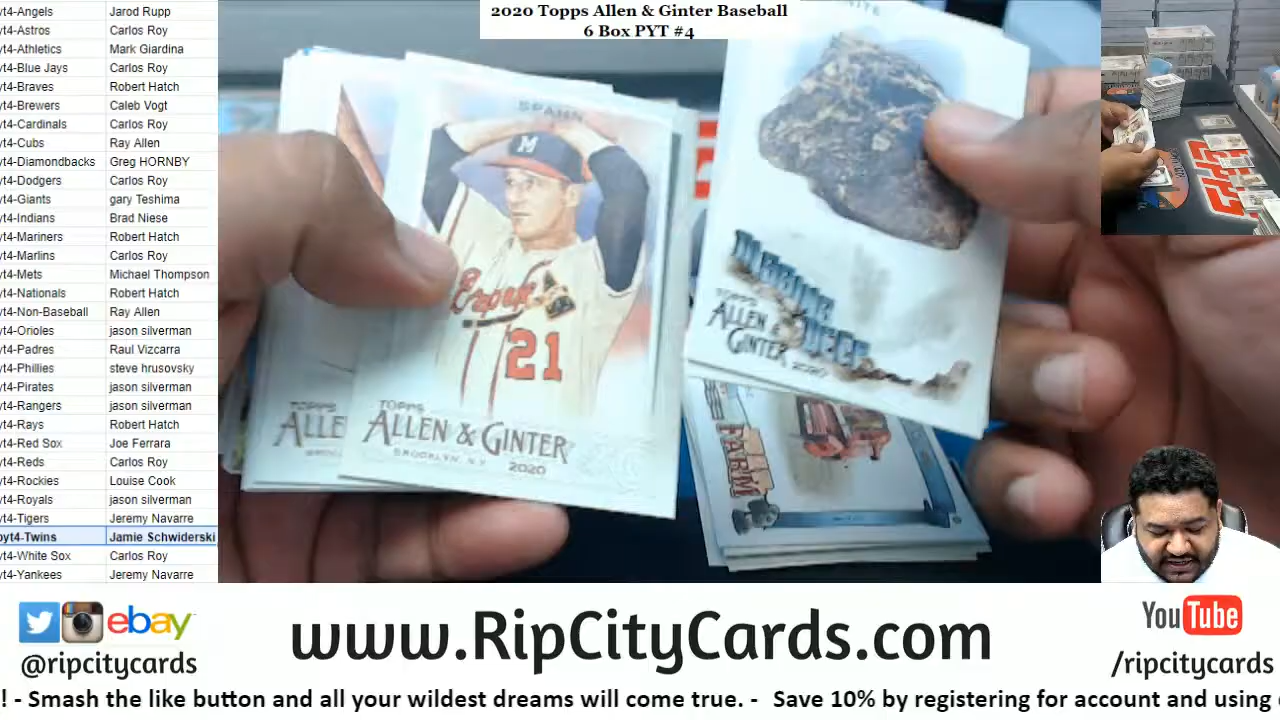 2020 Topps Allen & Ginter Baseball
6 Box PYT #4
yt4-Angels Jarod Rupp
yt4-Astros Carlos Roy
yt4-Athletics Mark Giardina
yt4-Blue Jays Carlos Roy
yt4-Braves Robert Hatch
yt4-Brewers Caleb Vogt
yt4-Cardinals Carlos Roy
yt4-Cubs Ray Allen
yt4-Diamondbacks Greg HORNBY
yt4-Dodgers Carlos Roy
yt4-Giants gary Teshima
yt4-Indians Brad Niese
yt4-Mariners Robert Hatch
yt4-Marlins Carlos Roy
yt4-Mets Michael Thompson
yt4-Nationals Robert Hatch
yt4-Non-Baseball Ray Allen
yt4-Orioles jason silverman
yt4-Padres Raul Vizcarra
yt4-Phillies steve hrusovsky
yt4-Pirates jason silverman
yt4-Rangers jason silverman
yt4-Rays Robert Hatch
yt4-Red Sox Joe Ferrara
yt4-Reds Carlos Roy
yt4-Rockies Louise Cook
yt4-Royals jason silverman
yt4-Tigers Jeremy Navarre
pyt4-Twins Jamie Schwiderski
yt4-White Sox Carlos Roy
yt4-Yankees Jeremy Navarre
SPAHN
M
21
TOPPS
ALLEN & GINTER
BROOKLYN, N.Y. 2020
TOPPS
ALLE
TOPPS
ALLEN &
GINTER 2020
FARM
ebay
@ripcitycards
www.RipCityCards.com
YouTube
/ripcitycards
! - Smash the like button and all your wildest dreams will come true. - Save 10% by registering for account and using